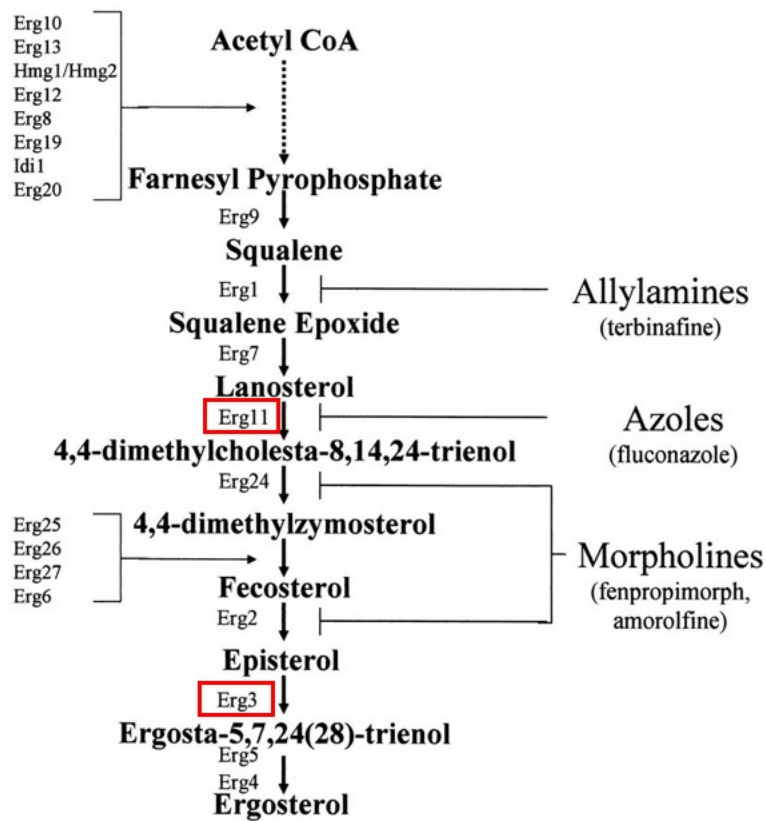 Erg10
Erg13
Hmg1/Hmg2
Erg12
Erg8
Erg19
Idi1
Erg20
Acetyl CoA
Farnesyl Pyrophosphate
Erg9
Squalene
Erg1
Allylamines
(terbinafine)
Squalene Epoxide
Erg7
Lanosterol
Erg11
Azoles
(fluconazole)
4,4-dimethylcholesta-8,14,24-trienol
Erg24
4,4-dimethylzymosterol
Erg25
Erg26
Erg27
Erg6
Morpholines
(fenpropimorph,
amorolfine)
Fecosterol
Erg2
Episterol
Erg3
Ergosta-5,7,24(28)-trienol
Erg5
Erg4
Ergosterol